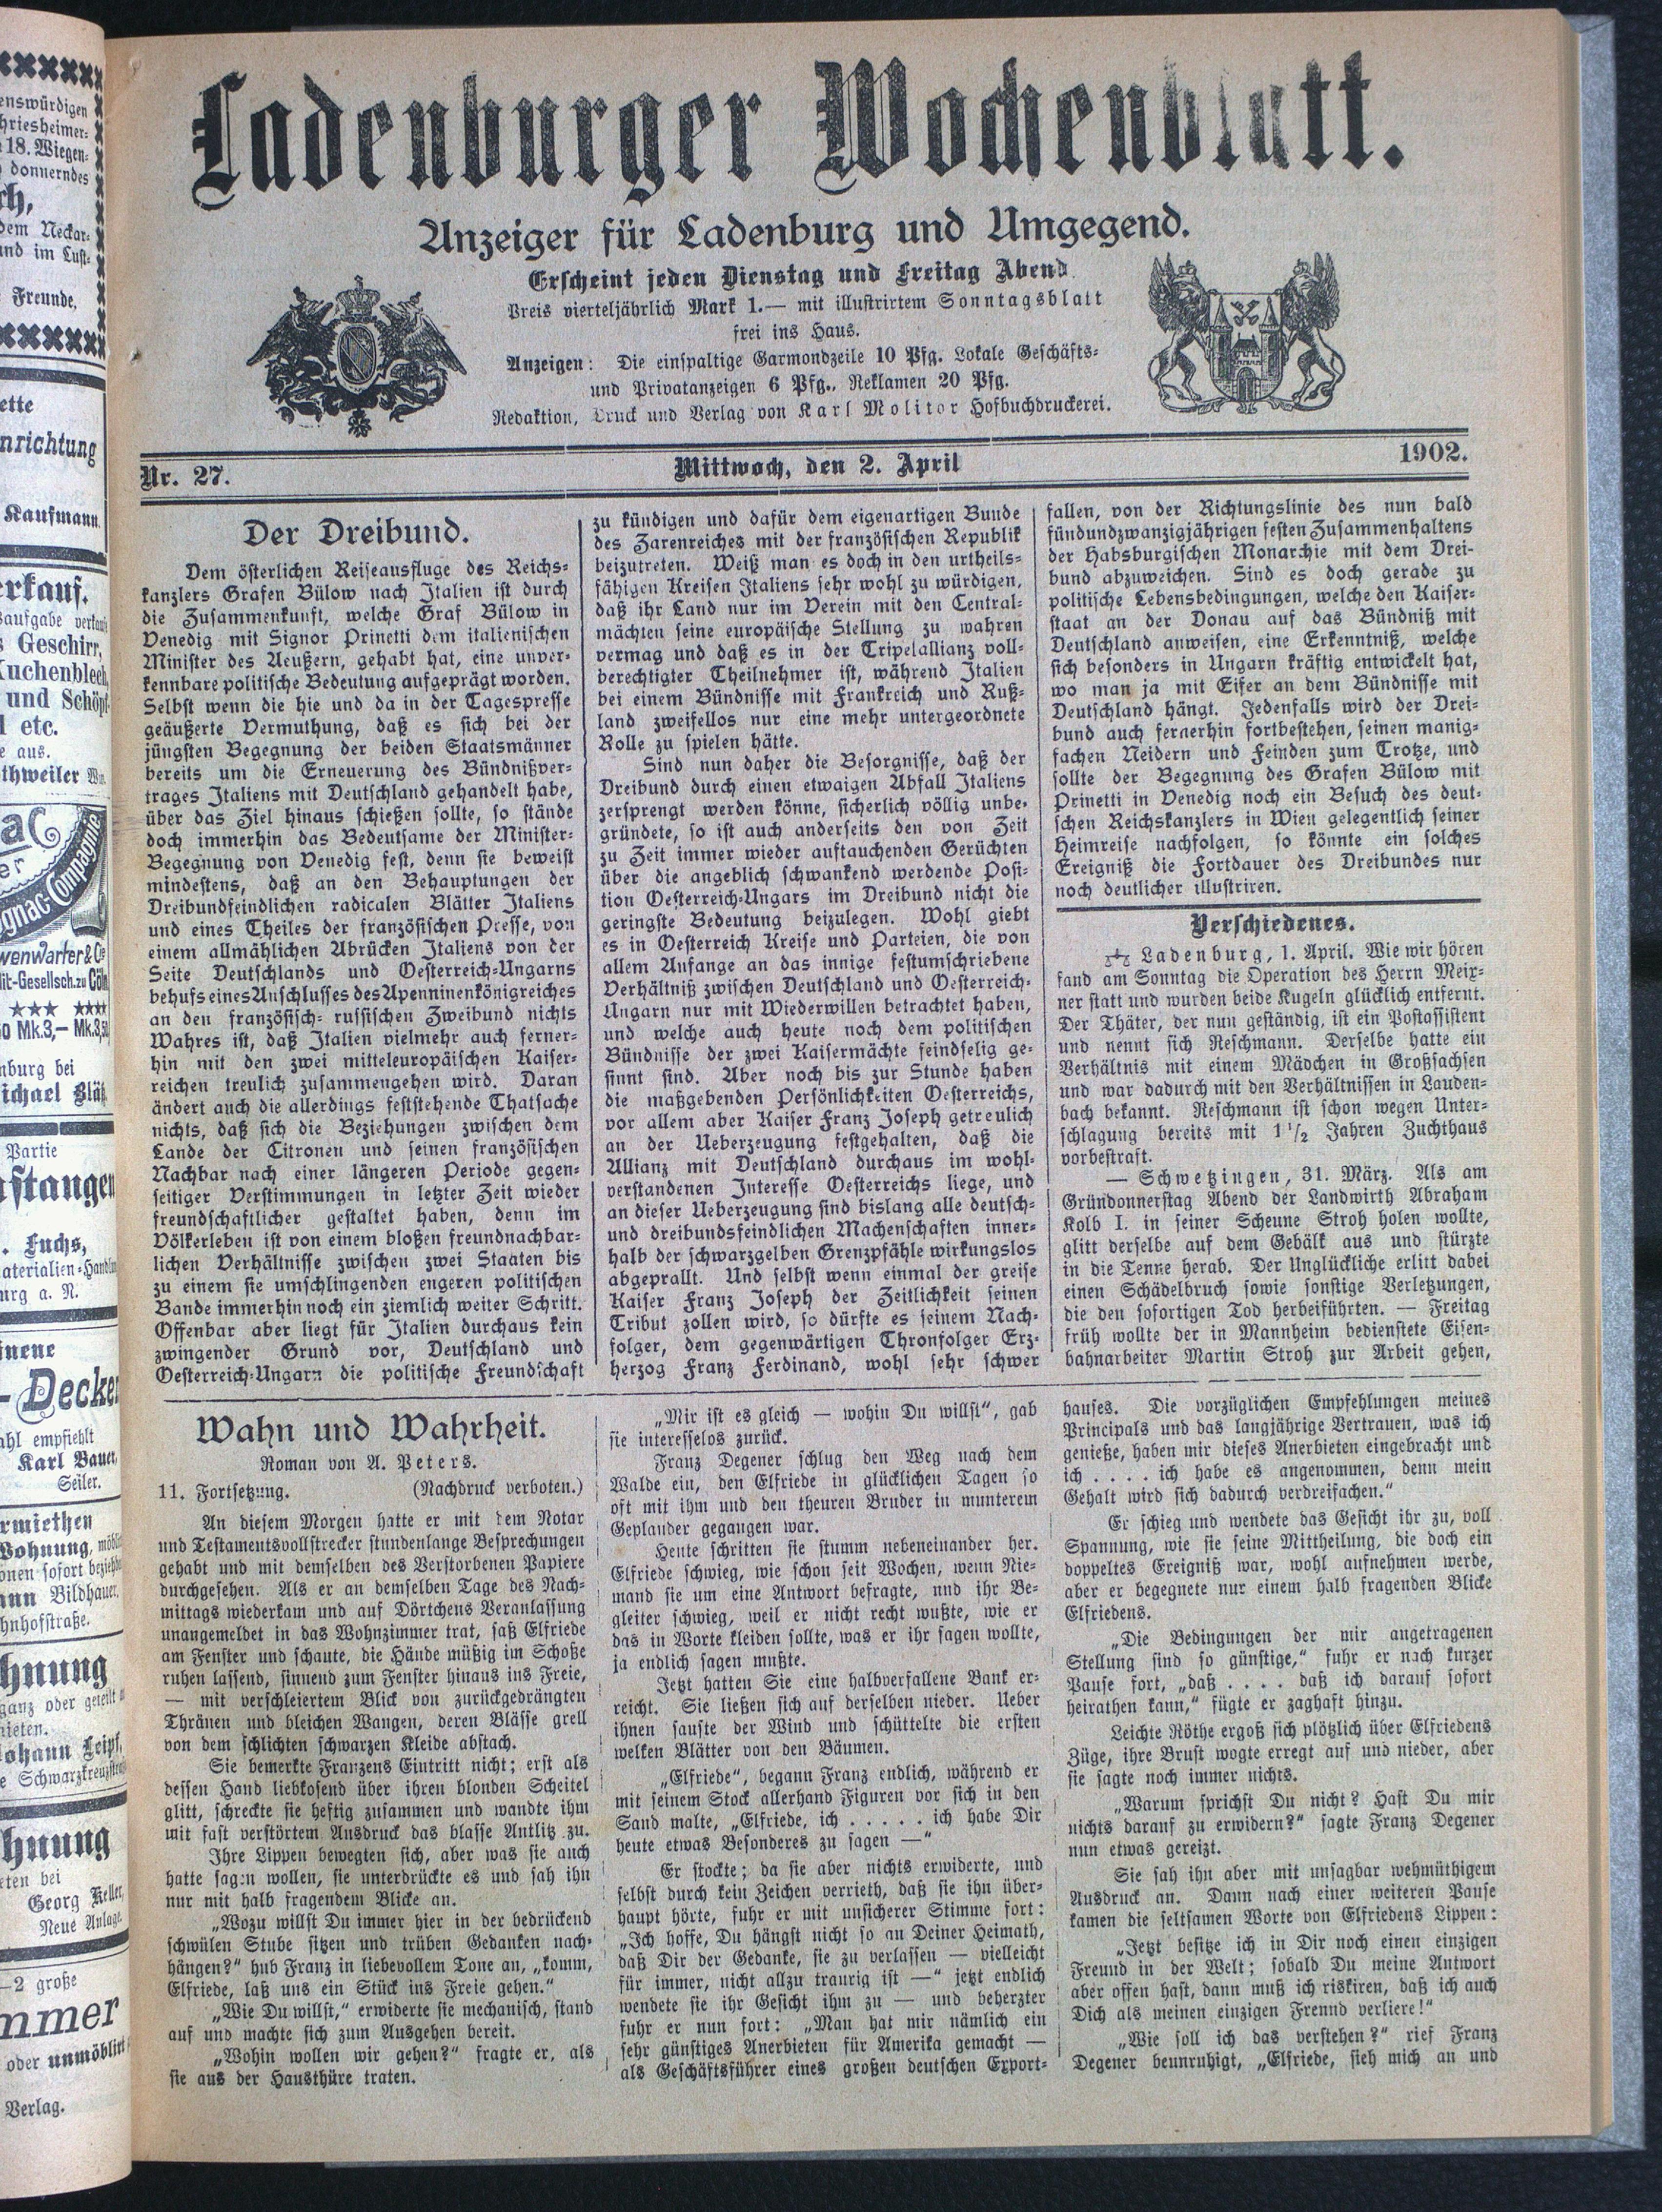 Ladenburger Wochenblatt.
Anzeiger für Ladenburg und Umgegend.
Erscheint jeden Dienstag und Freitag Abend
Preis vierteljährlich Mark 1.— mit illustrirtem Sonntagsblatt
frei ins Haus.
Anzeigen: Die einspaltige Garmondzeile 10 Pfg. Lokale Geschäfts-
und Privatanzeigen 6 Pfg., Reklamen 20 Pfg.
Redaktion, Druck und Verlag von Karl Molitor Hofbuchdruckerei.
Nr. 27.
Mittwoch, den 2. April
1902.
Der Dreibund.
Dem österlichen Reiseausfluge des Reichs-
kanzlers Grafen Bülow nach Italien ist durch
die Zusammenkunft, welche Graf Bülow in
Venedig mit Signor Prinetti dem italienischen
Minister des Aeußern, gehabt hat, eine unver-
kennbare politische Bedeutung aufgeprägt worden.
Selbst wenn die hie und da in der Tagespresse
geäußerte Vermuthung, daß es sich bei der
jüngsten Begegnung der beiden Staatsmänner
bereits um die Erneuerung des Bündnißver-
trages Italiens mit Deutschland gehandelt habe,
über das Ziel hinaus schießen sollte, so stände
doch immerhin das Bedeutsame der Minister-
Begegnung von Venedig fest, denn sie beweist
mindestens, daß an den Behauptungen der
Dreibundfeindlichen radicalen Blätter Italiens
und eines Theiles der französischen Presse, von
einem allmählichen Abrücken Italiens von der
Seite Deutschlands und Oesterreich-Ungarns
behufs eines Anschlusses des Apenninenkönigreiches
an den französisch- russischen Zweibund nichts
Wahres ist, daß Italien vielmehr auch ferner-
hin mit den zwei mitteleuropäischen Kaiser-
reichen treulich zusammengehen wird. Daran
ändert auch die allerdings feststehende Thatsache
nichts, daß sich die Beziehungen zwischen dem
Lande der Citronen und seinen französischen
Nachbar nach einer längeren Periode gegen-
seitiger Verstimmungen in letzter Zeit wieder
freundschaftlicher gestaltet haben, denn im
Völkerleben ist von einem bloßen freundnachbar-
lichen Verhältnisse zwischen zwei Staaten bis
zu einem sie umschlingenden engeren politischen
Bande immerhin noch ein ziemlich weiter Schritt.
Offenbar aber liegt für Italien durchaus kein
zwingender Grund vor, Deutschland und
Oesterreich-Ungarn die politische Freundschaft
zu kündigen und dafür dem eigenartigen Bunde
des Zarenreiches mit der französischen Republik
beizutreten. Weiß man es doch in den urtheils-
fähigen Kreisen Italiens sehr wohl zu würdigen,
daß ihr Land nur im Verein mit den Central-
mächten seine europäische Stellung zu wahren
vermag und daß es in der Tripelallianz voll-
berechtigter Theilnehmer ist, während Italien
bei einem Bündnisse mit Frankreich und Ruß-
land zweifellos nur eine mehr untergeordnete
Rolle zu spielen hätte.
Sind nun daher die Besorgnisse, daß der
Dreibund durch einen etwaigen Abfall Italiens
zersprengt werden könne, sicherlich völlig unbe-
gründete, so ist auch anderseits den von Zeit
zu Zeit immer wieder auftauchenden Gerüchten
über die angeblich schwankend werdende Posi-
tion Oesterreich-Ungars im Dreibund nicht die
geringste Bedeutung beizulegen. Wohl giebt
es in Oesterreich Kreise und Parteien, die von
allem Anfange an das innige festumschriebene
Verhältniß zwischen Deutschland und Oesterreich-
Ungarn nur mit Wiederwillen betrachtet haben,
und welche auch heute noch dem politischen
Bündnisse der zwei Kaisermächte feindselig ge-
sinnt sind. Aber noch bis zur Stunde haben
die maßgebenden Persönlichkeiten Oesterreichs,
vor allem aber Kaiser Franz Joseph getreulich
an der Ueberzeugung festgehalten, daß die
Allianz mit Deutschland durchaus im wohl-
verstandenen Interesse Oesterreichs liege, und
an dieser Ueberzeugung sind bislang alle deutsch-
und dreibundsfeindlichen Machenschaften inner-
halb der schwarzgelben Grenzpfähle wirkungslos
abgeprallt. Und selbst wenn einmal der greise
Kaiser Franz Joseph der Zeitlichkeit seinen
Tribut zollen wird, so dürfte es seinem Nach-
folger, dem gegenwärtigen Thronfolger Erz-
herzog Franz Ferdinand, wohl sehr schwer
fallen, von der Richtungslinie des nun bald
fündundzwanzigjährigen festen Zusammenhaltens
der Habsburgischen Monarchie mit dem Drei-
bund abzuweichen. Sind es doch gerade zu
politische Lebensbedingungen, welche den Kaiser-
staat an der Donau auf das Bündniß mit
Deutschland anweisen, eine Erkenntniß, welche
sich besonders in Ungarn kräftig entwickelt hat,
wo man ja mit Eifer an dem Bündnisse mit
Deutschland hängt. Jedenfalls wird der Drei-
bund auch fernerhin fortbestehen, seinen manig-
fachen Neidern und Feinden zum Trotze, und
sollte der Begegnung des Grafen Bülow mit
Prinetti in Venedig noch ein Besuch des deut-
schen Reichskanzlers in Wien gelegentlich seiner
Heimreise nachfolgen, so könnte ein solches
Ereigniß die Fortdauer des Dreibundes nur
noch deutlicher illustriren.
Verschiedenes.
Ladenburg, 1. April. Wie wir hören
fand am Sonntag die Operation des Herrn Meix-
ner statt und wurden beide Kugeln glücklich entfernt.
Der Thäter, der nun geständig, ist ein Postassistent
und nennt sich Reschmann. Derselbe hatte ein
Verhältnis mit einem Mädchen in Großsachsen
und war dadurch mit den Verhältnissen in Lauden-
bach bekannt. Reschmann ist schon wegen Unter-
schlagung bereits mit 1 1/2 Jahren Zuchthaus
vorbestraft.
— Schwetzingen, 31. März. Als am
Gründonnerstag Abend der Landwirth Abraham
Kolb I. in seiner Scheune Stroh holen wollte,
glitt derselbe auf dem Gebälk aus und stürzte
in die Tenne herab. Der Unglückliche erlitt dabei
einen Schädelbruch sowie sonstige Verletzungen,
die den sofortigen Tod herbeiführten. — Freitag
früh wollte der in Mannheim bedienstete Eisen-
bahnarbeiter Martin Stroh zur Arbeit gehen,
Wahn und Wahrheit.
Roman von A. Peters.
11. Fortsetzung. (Nachdruck verboten.)
An diesem Morgen hatte er mit dem Notar
und Testamentsvollstrecker stundenlange Besprechungen
gehabt und mit demselben des Verstorbenen Papiere
durchgesehen. Als er an demselben Tage des Nach-
mittags wiederkam und auf Dörtchens Veranlassung
unangemeldet in das Wohnzimmer trat, saß Elfriede
am Fenster und schaute, die Hände müßig im Schoße
ruhen lassend, sinnend zum Fenster hinaus ins Freie,
— mit verschleiertem Blick von zurückgedrängten
Thränen und bleichen Wangen, deren Blässe grell
von dem schlichten schwarzen Kleide abstach.
Sie bemerkte Franzens Eintritt nicht; erst als
dessen Hand liebkosend über ihren blonden Scheitel
glitt, schreckte sie heftig zusammen und wandte ihm
mit fast verstörtem Ausdruck das blasse Antlitz zu.
Ihre Lippen bewegten sich, aber was sie auch
hatte sagen wollen, sie unterdrückte es und sah ihn
nur mit halb fragendem Blicke an.
„Wozu willst Du immer hier in der bedrückend
schwülen Stube sitzen und trüben Gedanken nach-
hängen?“ hub Franz in liebevollem Tone an, „komm,
Elfriede, laß uns ein Stück ins Freie gehen.“
„Wie Du willst,“ erwiderte sie mechanisch, stand
auf und machte sich zum Ausgehen bereit.
„Wohin wollen wir gehen?“ fragte er, als
sie aus der Hausthüre traten.
„Mir ist es gleich — wohin Du willst“, gab
sie interesselos zurück.
Franz Degener schlug den Weg nach dem
Walde ein, den Elfriede in glücklichen Tagen so
oft mit ihm und den theuren Bruder in munterem
Geplauder gegangen war.
Heute schritten sie stumm nebeneinander her.
Elfriede schwieg, wie schon seit Wochen, wenn Nie-
mand sie um eine Antwort befragte, und ihr Be-
gleiter schwieg, weil er nicht recht wußte, wie er
das in Worte kleiden sollte, was er ihr sagen wollte,
ja endlich sagen mußte.
Jetzt hatten Sie eine halbverfallene Bank er-
reicht. Sie ließen sich auf derselben nieder. Ueber
ihnen sauste der Wind und schüttelte die ersten
welken Blätter von den Bäumen.
„Elfriede“, begann Franz endlich, während er
mit seinem Stock allerhand Figuren vor sich in den
Sand malte, „Elfriede, ich . . . . . ich habe Dir
heute etwas Besonderes zu sagen —“
Er stockte; da sie aber nichts erwiderte, und
selbst durch kein Zeichen verrieth, daß sie ihn über-
haupt hörte, fuhr er mit unsicherer Stimme fort:
„Ich hoffe, Du hängst nicht so an Deiner Heimath,
daß Dir der Gedanke, sie zu verlassen — vielleicht
für immer, nicht allzu traurig ist —“ jetzt endlich
wendete sie ihr Gesicht ihm zu — und beherzter
fuhr er nun fort: „Man hat mir nämlich ein
sehr günstiges Anerbieten für Amerika gemacht —
als Geschäftsführer eines großen deutschen Export-
hauses. Die vorzüglichen Empfehlungen meines
Principals und das langjährige Vertrauen, was ich
genieße, haben mir dieses Anerbieten eingebracht und
ich . . . . ich habe es angenommen, denn mein
Gehalt wird sich dadurch verdreifachen.“
Er schieg und wendete das Gesicht ihr zu, voll
Spannung, wie sie seine Mittheilung, die doch ein
doppeltes Ereigniß war, wohl aufnehmen werde,
aber er begegnete nur einem halb fragenden Blicke
Elfriedens.
„Die Bedingungen der mir angetragenen
Stellung sind so günstige,“ fuhr er nach kurzer
Pause fort, „daß . . . . daß ich darauf sofort
heirathen kann,“ fügte er zaghaft hinzu.
Leichte Röthe ergoß sich plötzlich über Elfriedens
Züge, ihre Brust wogte erregt auf und nieder, aber
sie sagte noch immer nichts.
„Warum sprichst Du nicht? Hast Du mir
nichts darauf zu erwidern?“ sagte Franz Degener
nun etwas gereizt.
Sie sah ihn aber mit unsagbar wehmüthigem
Ausdruck an. Dann nach einer weiteren Pause
kamen die seltsamen Worte von Elfriedens Lippen:
„Jetzt besitze ich in Dir noch einen einzigen
Freund in der Welt; sobald Du meine Antwort
aber offen hast, dann muß ich riskiren, daß ich auch
Dich als meinen einzigen Freund verliere!“
„Wie soll ich das verstehen?“ rief Franz
Degener beunruhigt, „Elfriede, sieh mich an und